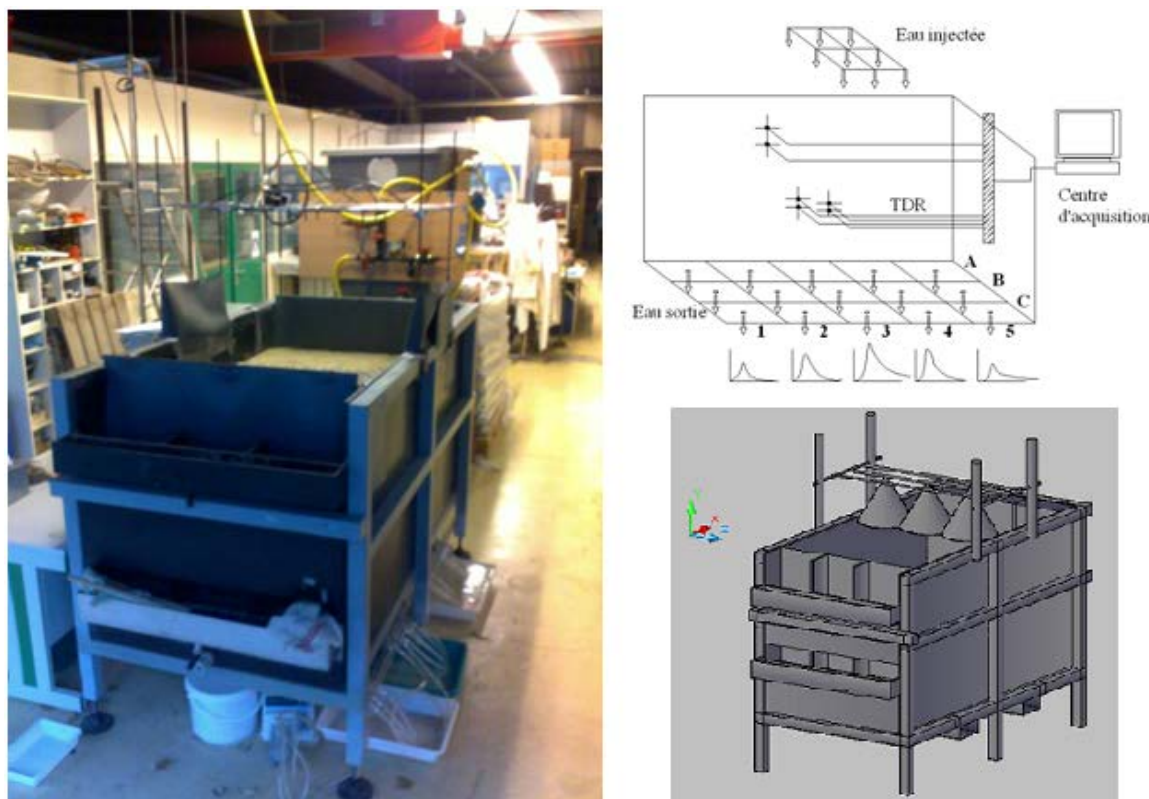 Eau injectée
TDR
Centre
d'acquisition
A
B
C
Eau sortie
1 2 3 4 5